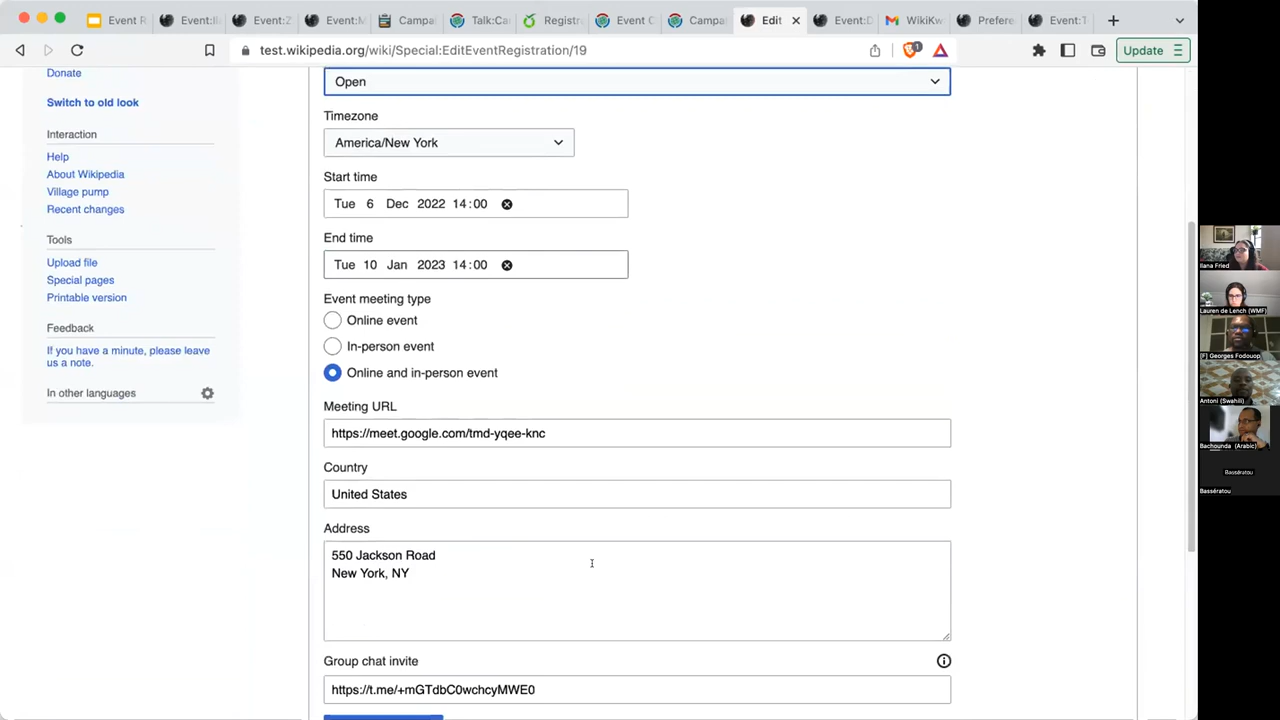 Event R
Event:Il
Event:Z
Event:M
Campai
Talk:Ca
Registr
Event C
Campai
Edit
Event:D
WikiKw
Prefere
Event:T
test.wikipedia.org/wiki/Special:EditEventRegistration/19
1
Update
Donate
Switch to old look
Interaction
Help
About Wikipedia
Village pump
Recent changes
Tools
Upload file
Special pages
Printable version
Feedback
If you have a minute, please leave
us a note.
In other languages
Open
Timezone
America/New York
Start time
Tue 6 Dec 2022 14:00
End time
Tue 10 Jan 2023 14:00
Event meeting type
Online event
In-person event
Online and in-person event
Meeting URL
https://meet.google.com/tmd-yqee-knc
Country
United States
Address
550 Jackson Road
New York, NY
Group chat invite
https://t.me/+mGTdbC0wchcyMWE0
Ilana Fried
Lauren de Lench (WMF)
[F] Georges Fodouop
Antoni (Swahili)
Bachounda (Arabic)
Bassératou
Bassératou